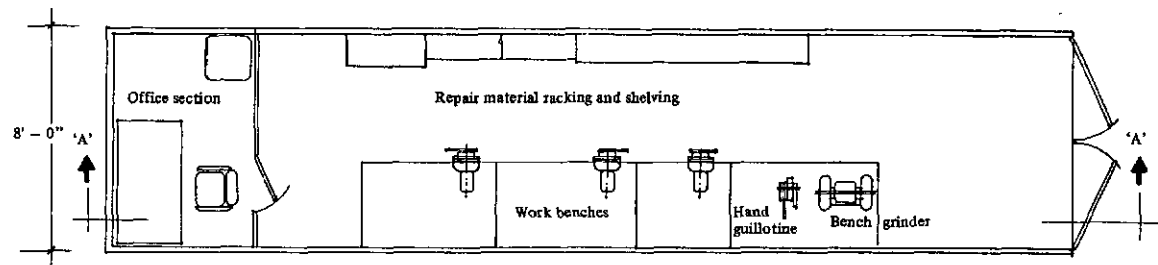 Office section
Repair material racking and shelving
8' – 0"
'A'
'A'
Work benches
Hand
guillotine
Bench grinder